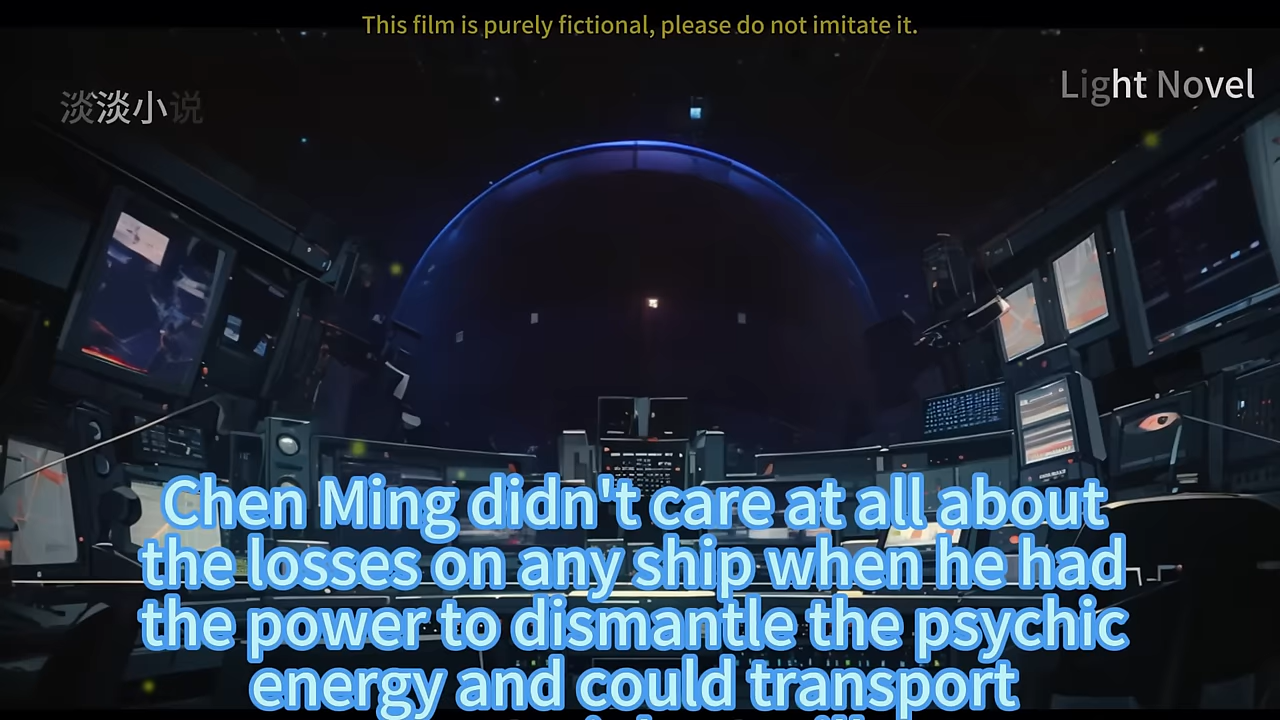 This film is purely fictional, please do not imitate it.
淡淡小说
Light Novel
Chen Ming didn't care at all about
the losses on any ship when he had
the power to dismantle the psychic
energy and could transport